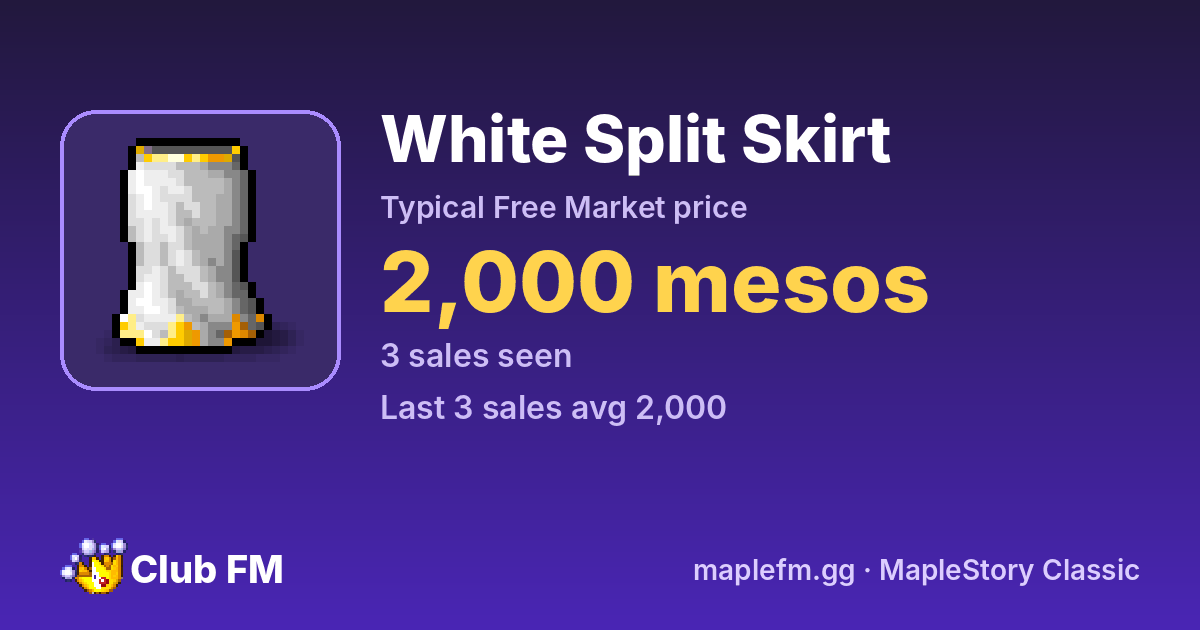 White Split Skirt
Typical Free Market price
2,000 mesos
3 sales seen
Last 3 sales avg 2,000
Club FM
maplefm.gg · MapleStory Classic